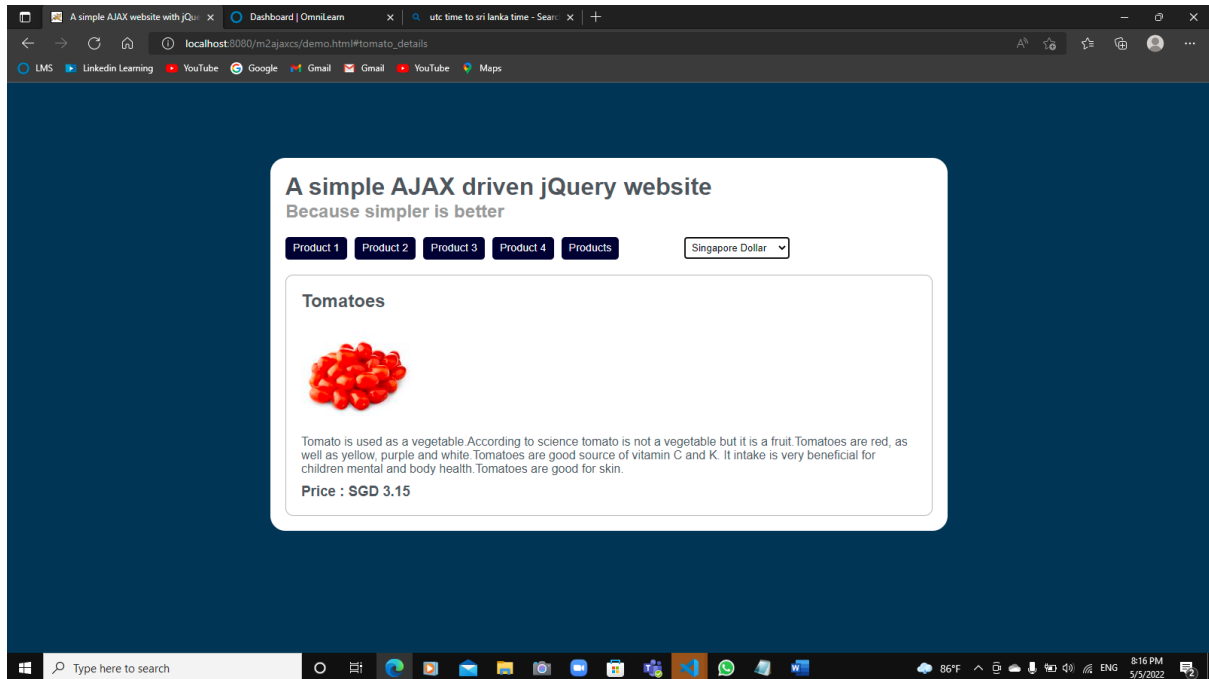 A simple AJAX website with jQue
Dashboard | OmniLearn
utc time to sri lanka time - Searc
localhost:8080/m2ajaxcs/demo.html#tomato_details
LMS
Linkedin Learning
YouTube
Google
Gmail
Gmail
YouTube
Maps
A simple AJAX driven jQuery website
Because simpler is better
Product 1
Product 2
Product 3
Product 4
Products
Singapore Dollar
Tomatoes
Tomato is used as a vegetable.According to science tomato is not a vegetable but it is a fruit.Tomatoes are red, as
well as yellow, purple and white.Tomatoes are good source of vitamin C and K. It intake is very beneficial for
children mental and body health.Tomatoes are good for skin.
Price : SGD 3.15
Type here to search
86°F
ENG
8:16 PM
5/5/2022
2